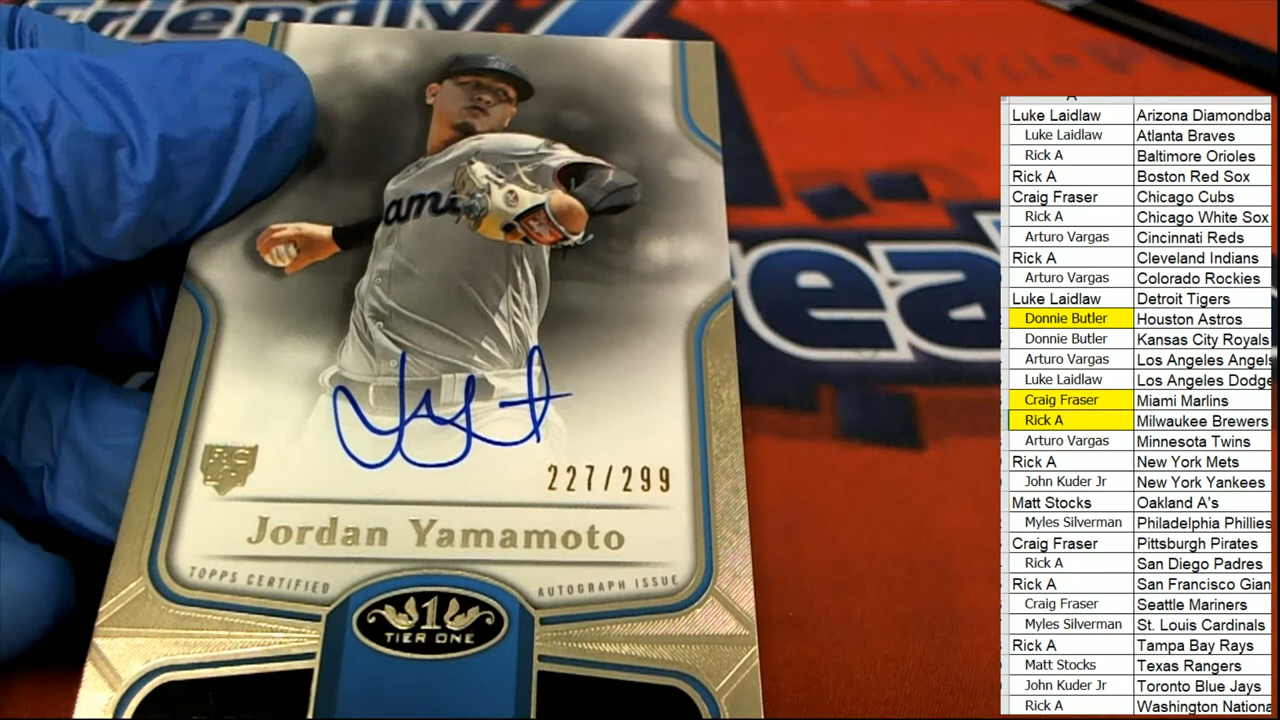 Friendly
Ultra-P
rea
ami
RC
227/299
Jordan Yamamoto
TOPPS CERTIFIED AUTOGRAPH ISSUE
1
TIER ONE
Luke Laidlaw Arizona Diamondba
Luke Laidlaw Atlanta Braves
Rick A Baltimore Orioles
Rick A Boston Red Sox
Craig Fraser Chicago Cubs
Rick A Chicago White Sox
Arturo Vargas Cincinnati Reds
Rick A Cleveland Indians
Arturo Vargas Colorado Rockies
Luke Laidlaw Detroit Tigers
Donnie Butler Houston Astros
Donnie Butler Kansas City Royals
Arturo Vargas Los Angeles Angels
Luke Laidlaw Los Angeles Dodge
Craig Fraser Miami Marlins
Rick A Milwaukee Brewers
Arturo Vargas Minnesota Twins
Rick A New York Mets
John Kuder Jr New York Yankees
Matt Stocks Oakland A's
Myles Silverman Philadelphia Phillies
Craig Fraser Pittsburgh Pirates
Rick A San Diego Padres
Rick A San Francisco Gian
Craig Fraser Seattle Mariners
Myles Silverman St. Louis Cardinals
Rick A Tampa Bay Rays
Matt Stocks Texas Rangers
John Kuder Jr Toronto Blue Jays
Rick A Washington Nationa